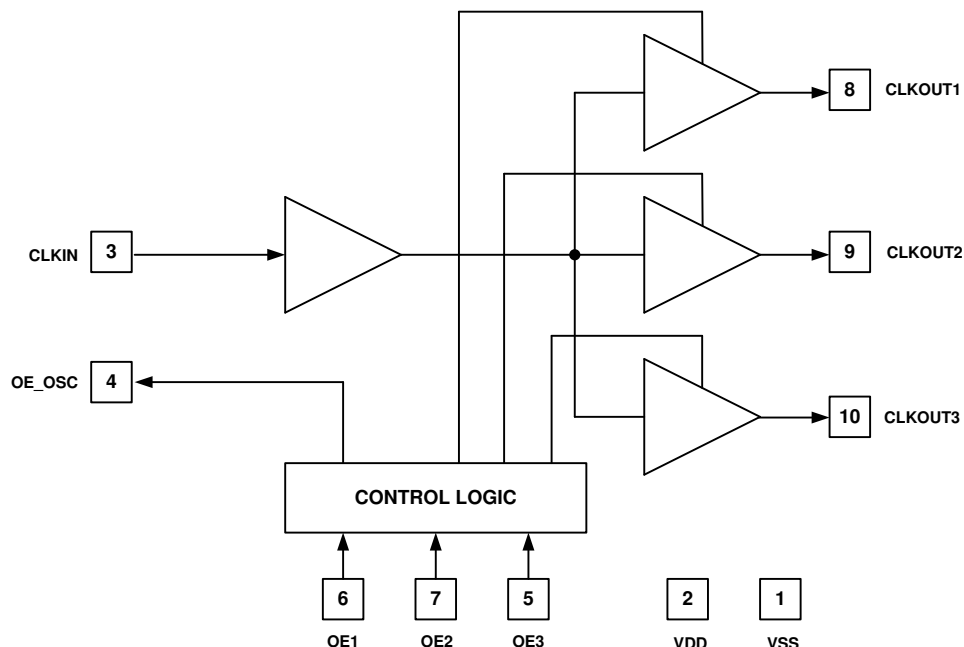 8 CLKOUT1
CLKIN 3
9 CLKOUT2
OE_OSC 4
10 CLKOUT3
CONTROL LOGIC
6 7 5 2 1
OE1 OE2 OE3 VDD VSS